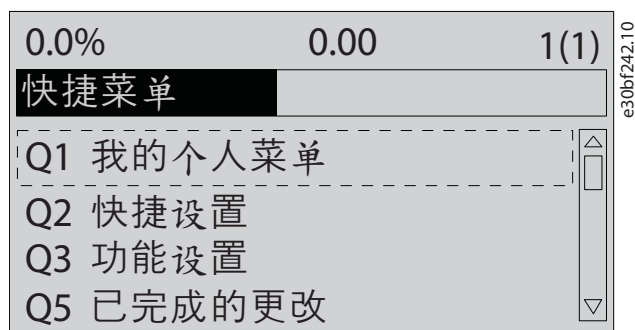 0.0% 0.00 1(1)
快捷菜单
Q1 我的个人菜单
Q2 快捷设置
Q3 功能设置
Q5 已完成的更改
e30bf242.10